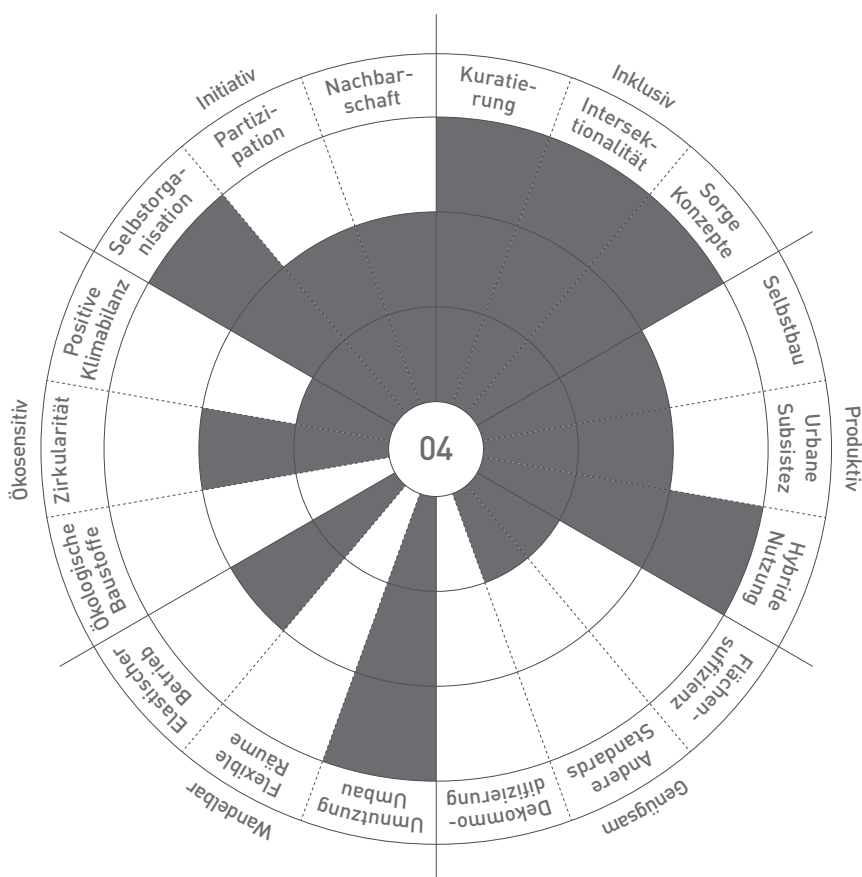 Inklusiv
Kuratie-
rung
Intersek-
tionalität
Sorge
Konzepte
Produktiv
Selbstbau
Urbane
Subsistez
Hybride
Nutzung
Genügsam
Flächen-
suffizienz
Andere
Standards
Dekommo-
difizierung
Wandelbar
Umnutzung
Umbau
Flexible
Räume
Elastischer
Betrieb
Ökosensitiv
Ökologische
Baustoffe
Zirkularität
Positive
Klimabilanz
Initiativ
Selbstorga-
nisation
Partizi-
pation
Nachbar-
schaft
04